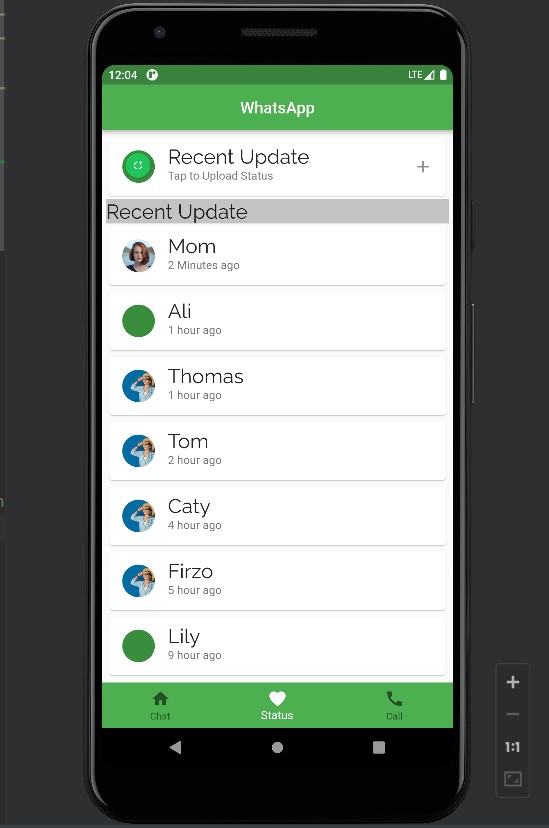 12:04
LTE
WhatsApp
Recent Update
Tap to Upload Status
Recent Update
Mom
2 Minutes ago
Ali
1 hour ago
Thomas
1 hour ago
Tom
2 hour ago
Caty
4 hour ago
Firzo
5 hour ago
Lily
9 hour ago
Chat
Status
Call
1:1